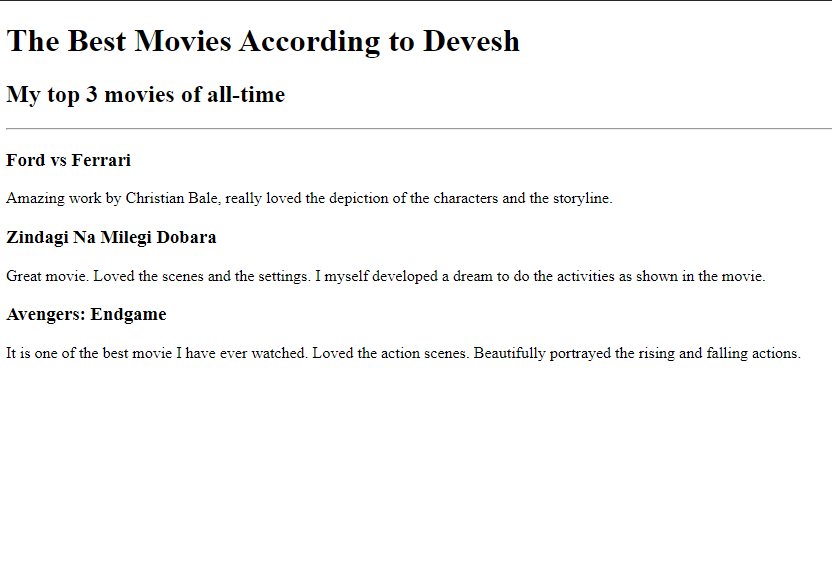 The Best Movies According to Devesh
My top 3 movies of all-time
Ford vs Ferrari
Amazing work by Christian Bale, really loved the depiction of the characters and the storyline.
Zindagi Na Milegi Dobara
Great movie. Loved the scenes and the settings. I myself developed a dream to do the activities as shown in the movie.
Avengers: Endgame
It is one of the best movie I have ever watched. Loved the action scenes. Beautifully portrayed the rising and falling actions.